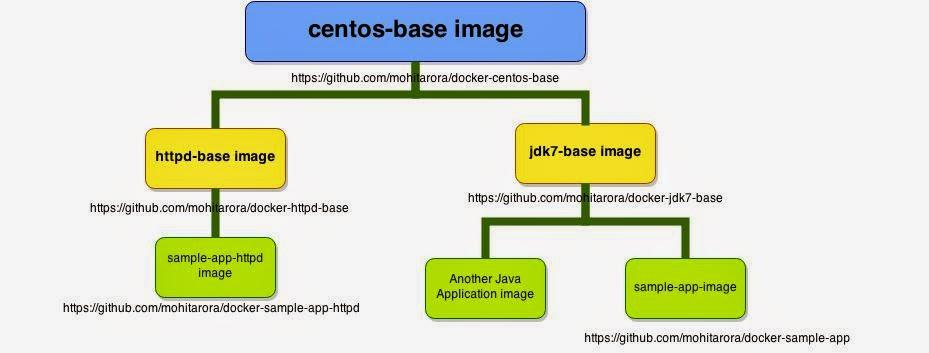 centos-base image
https://github.com/mohitarora/docker-centos-base
httpd-base image
jdk7-base image
https://github.com/mohitarora/docker-httpd-base
https://github.com/mohitarora/docker-jdk7-base
sample-app-httpd
image
Another Java
Application image
sample-app-image
https://github.com/mohitarora/docker-sample-app-httpd
https://github.com/mohitarora/docker-sample-app